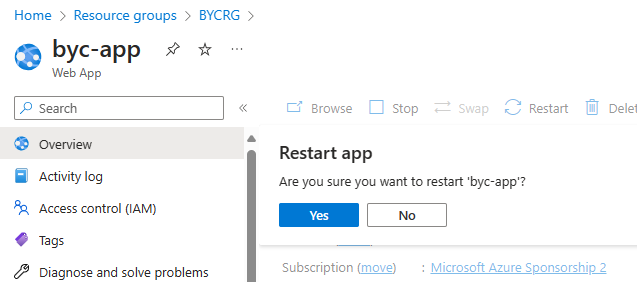 Home > Resource groups > BYCRG >
byc-app
Web App
Search
Browse Stop Swap Restart Delet
Overview
Activity log
Access control (IAM)
Tags
Diagnose and solve problems
Restart app
Are you sure you want to restart 'byc-app'?
Yes No
Subscription (move) : Microsoft Azure Sponsorship 2